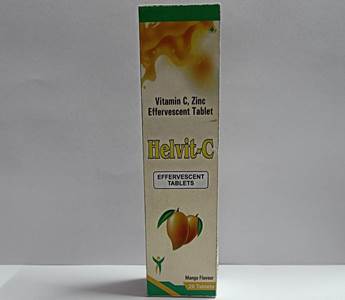 Vitamin C, Zinc
Effervescent Tablet
Helvit-C
EFFERVESCENT
TABLETS
Mango Flavour
20 Tablets